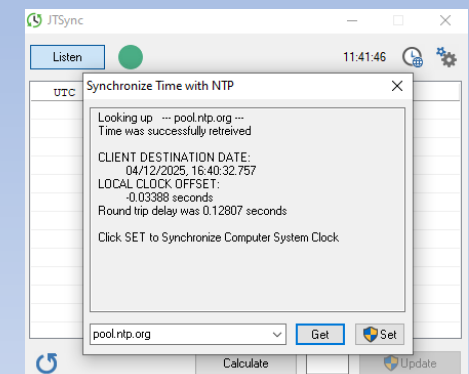 JTSync
Listen
11:41:46
UTC
Synchronize Time with NTP
Looking up --- pool.ntp.org ---
Time was successfully retreived
CLIENT DESTINATION DATE:
04/12/2025, 16:40:32.757
LOCAL CLOCK OFFSET:
-0.03388 seconds
Round trip delay was 0.12807 seconds
Click SET to Synchronize Computer System Clock
pool.ntp.org
Get
Set
Calculate
Update